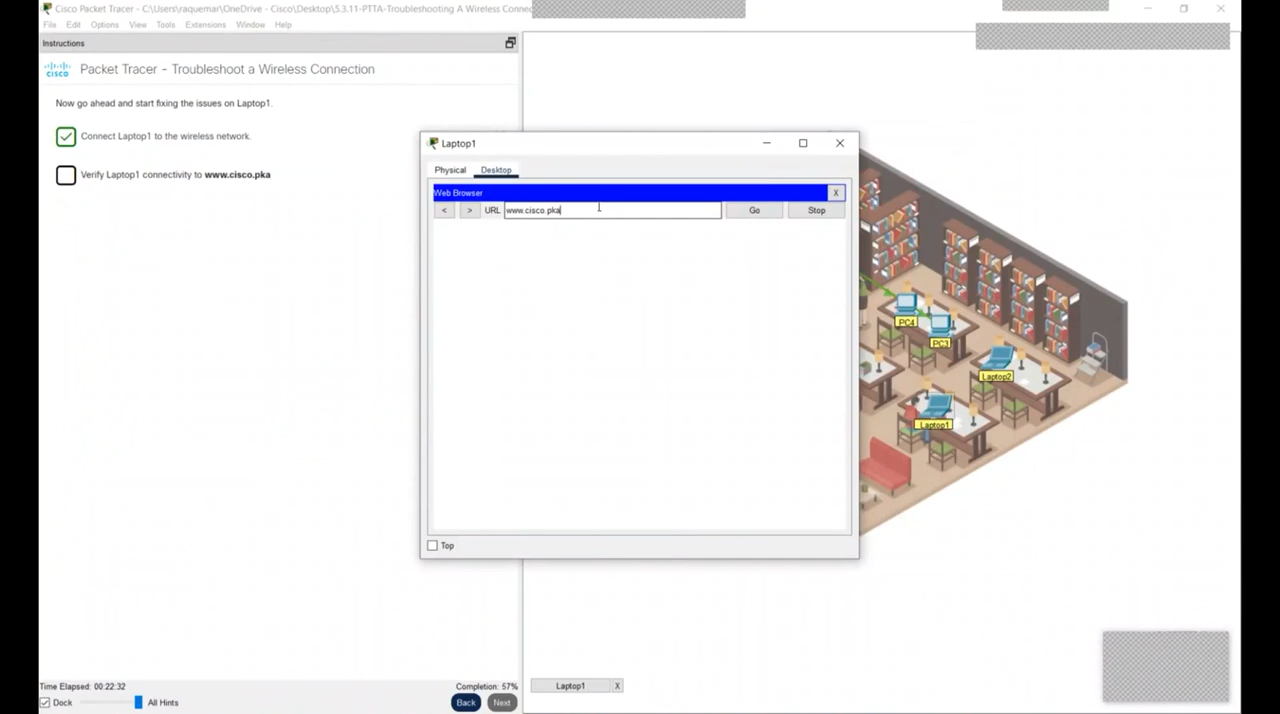 Cisco Packet Tracer - C:\Users\raquemar\OneDrive - Cisco\Desktop\5.3.11-PTTA-Troubleshooting A Wireless Connec
File Edit Options View Tools Extensions Window Help
Instructions
CISCO
Packet Tracer - Troubleshoot a Wireless Connection
Now go ahead and start fixing the issues on Laptop1.
Connect Laptop1 to the wireless network.
Verify Laptop1 connectivity to www.cisco.pka
Laptop1
Physical Desktop
Web Browser X
< > URL www.cisco.pka Go Stop
Top
PC4
PC3
Laptop2
Laptop1
Time Elapsed: 00:22:32 Completion: 57%
Dock All Hints Back Next
Laptop1 X